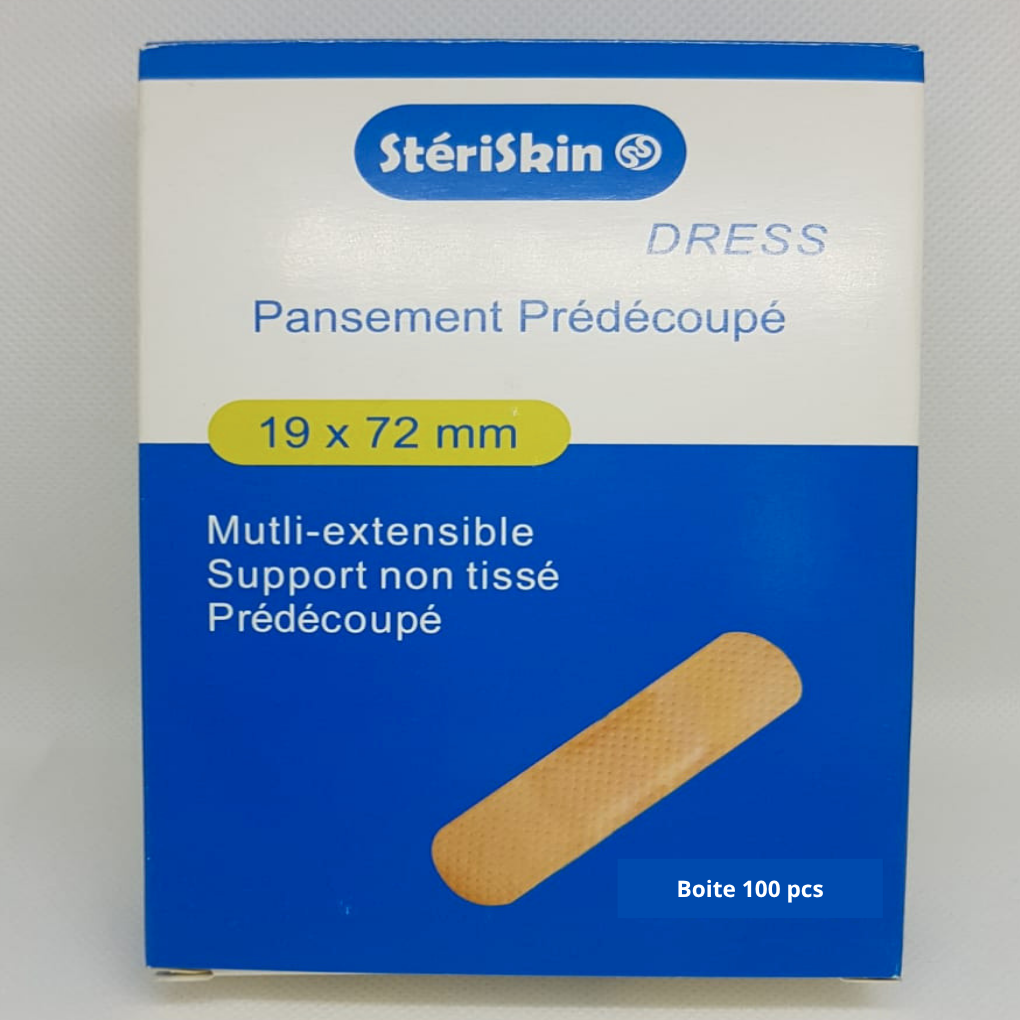 StériSkin
DRESS
Pansement Prédécoupé
19 x 72 mm
Mutli-extensible
Support non tissé
Prédécoupé
Boite 100 pcs